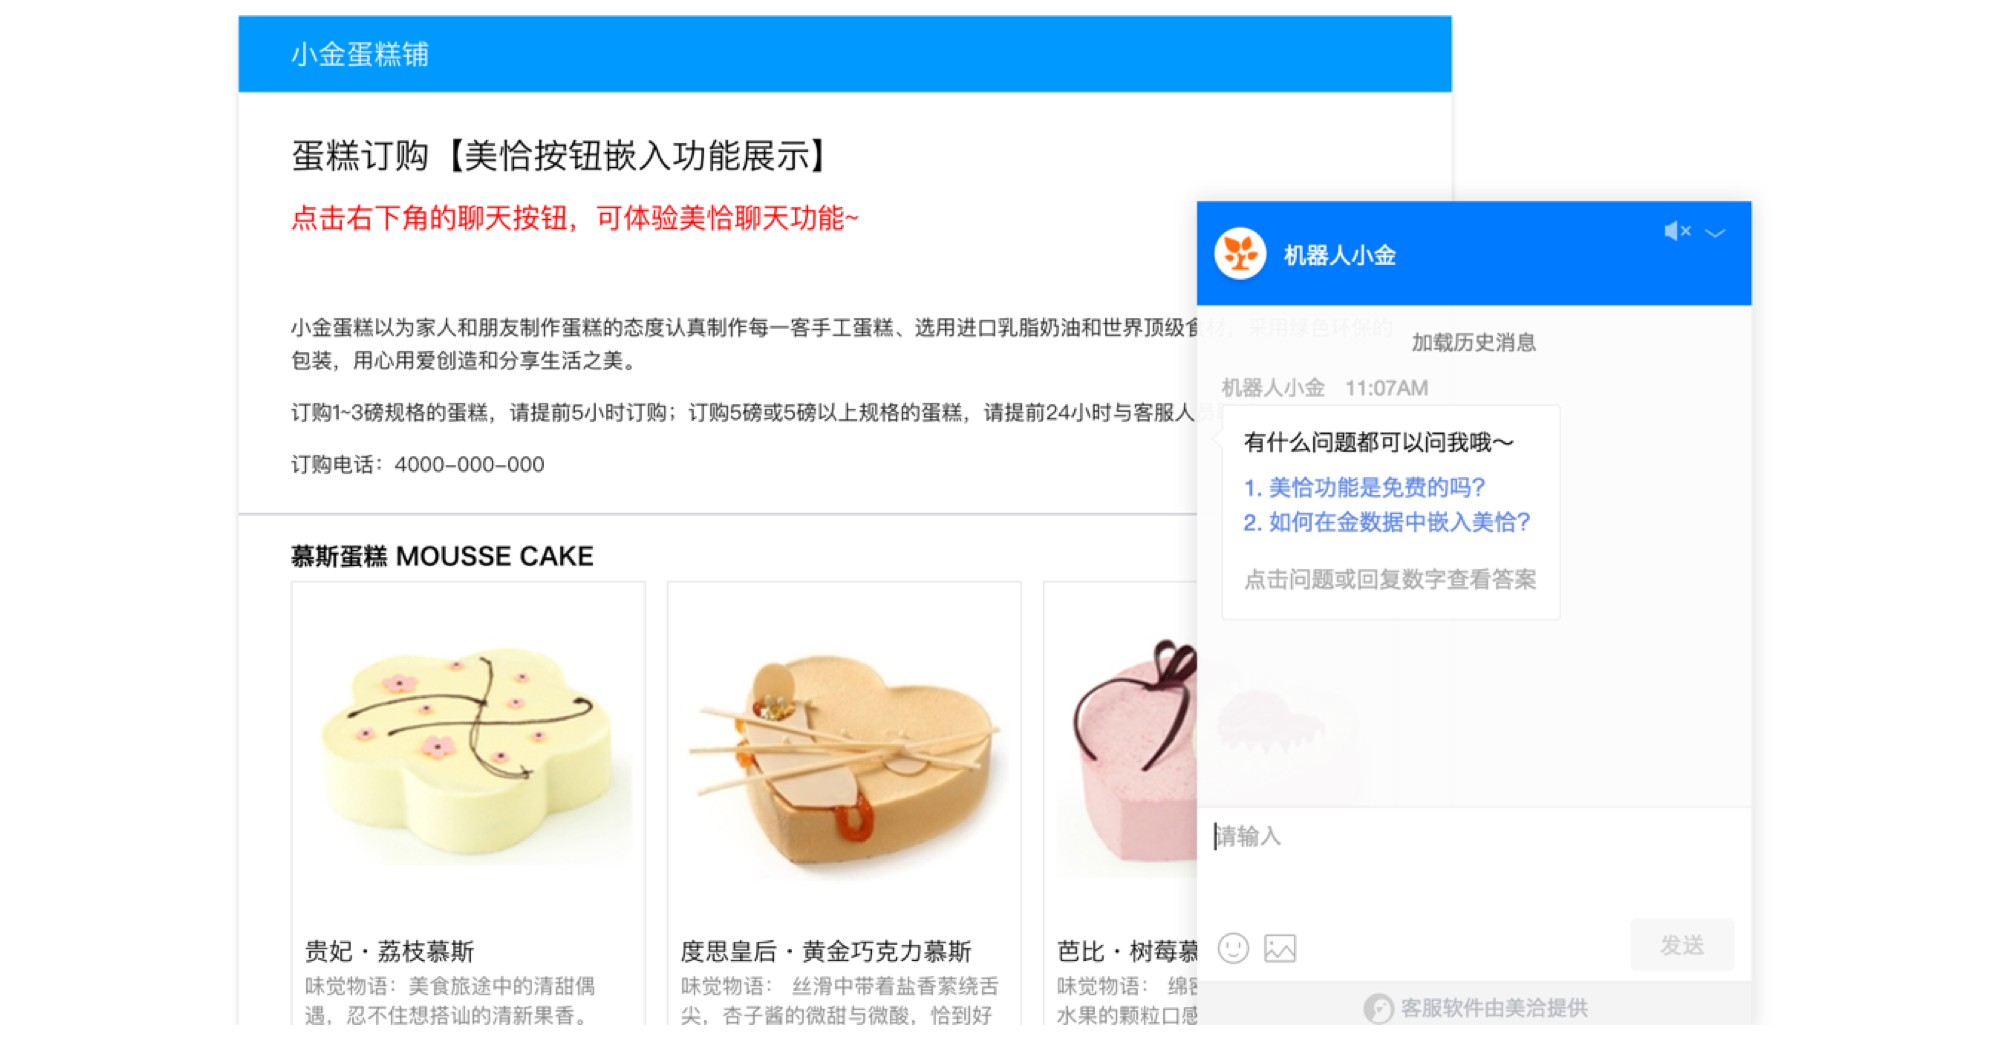 小金蛋糕铺
蛋糕订购【美恰按钮嵌入功能展示】
点击右下角的聊天按钮，可体验美恰聊天功能~
小金蛋糕以为家人和朋友制作蛋糕的态度认真制作每一客手工蛋糕、选用进口乳脂奶油和世界顶级食材，采用绿色环保的
包装，用心用爱创造和分享生活之美。
订购1~3磅规格的蛋糕，请提前5小时订购；订购5磅或5磅以上规格的蛋糕，请提前24小时与客服人员
订购电话：4000-000-000
慕斯蛋糕 MOUSSE CAKE
贵妃·荔枝慕斯
味觉物语：美食旅途中的清甜偶
遇，忍不住想搭讪的清新果香。
度思皇后·黄金巧克力慕斯
味觉物语： 丝滑中带着盐香萦绕舌
尖，杏子酱的微甜与微酸，恰到好
芭比·树莓慕
味觉物语： 绵密
水果的颗粒口感
机器人小金
加载历史消息
机器人小金 11:07AM
有什么问题都可以问我哦～
1. 美恰功能是免费的吗？
2. 如何在金数据中嵌入美恰？
点击问题或回复数字查看答案
请输入
发送
客服软件由美洽提供